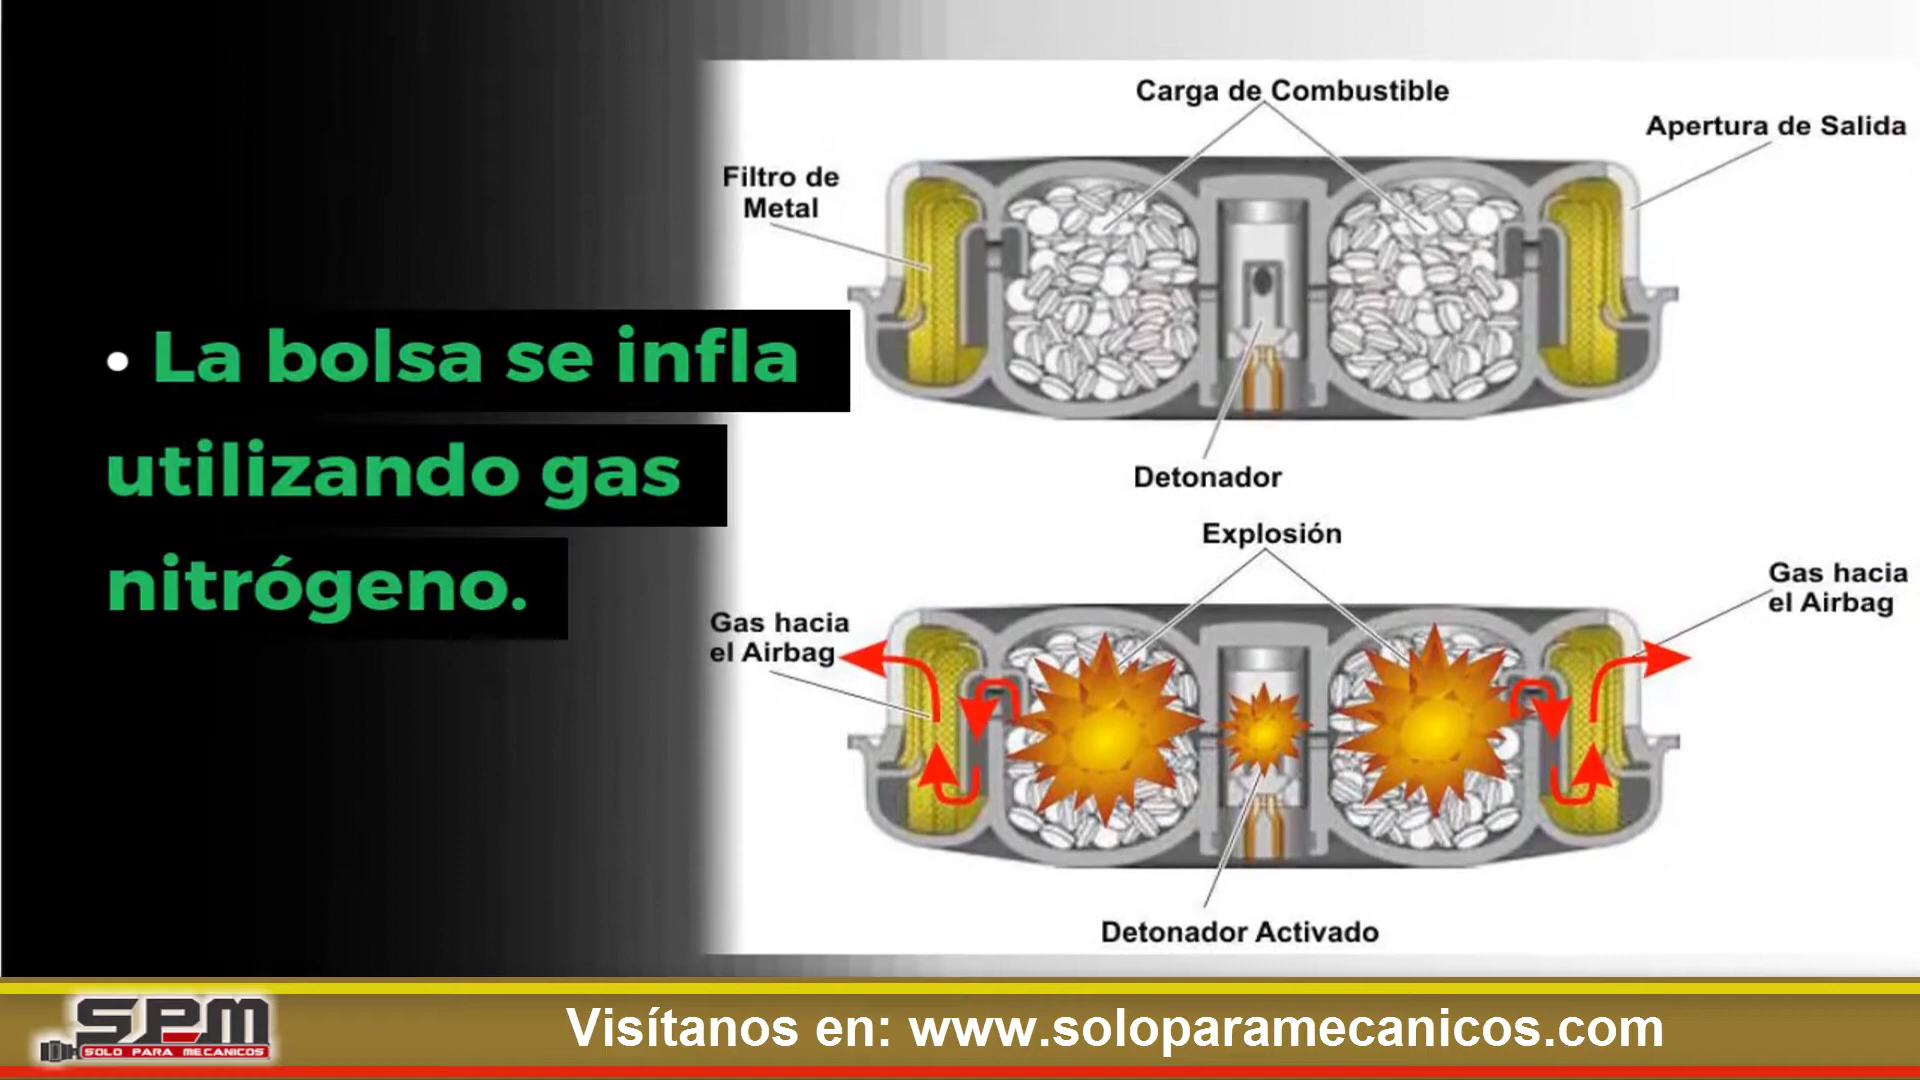 Carga de Combustible
Apertura de Salida
Filtro de
Metal
• La bolsa se infla
utilizando gas
nitrógeno.
Detonador
Explosión
Gas hacia
el Airbag
Gas hacia
el Airbag
Detonador Activado
SPM
SOLO PARA MECANICOS
Visítanos en: www.soloparamecanicos.com